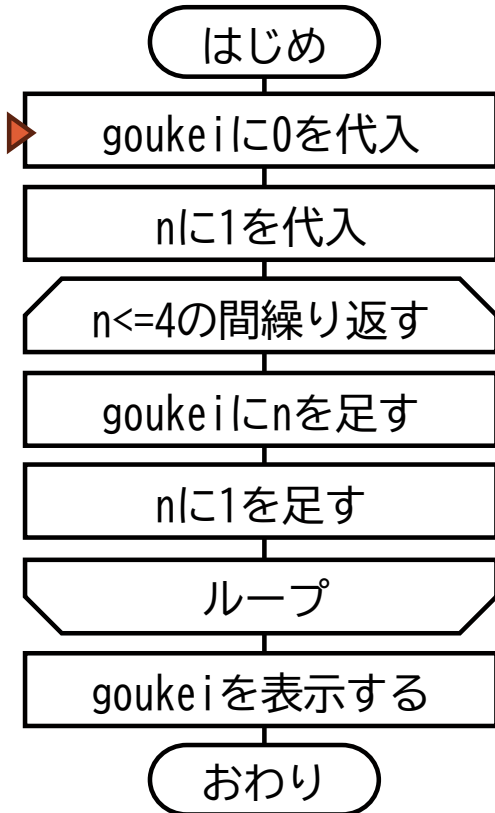 はじめ
goukeiに0を代入
nに1を代入
n<=4の間繰り返す
goukeiにnを足す
nに1を足す
ループ
goukeiを表示する
おわり